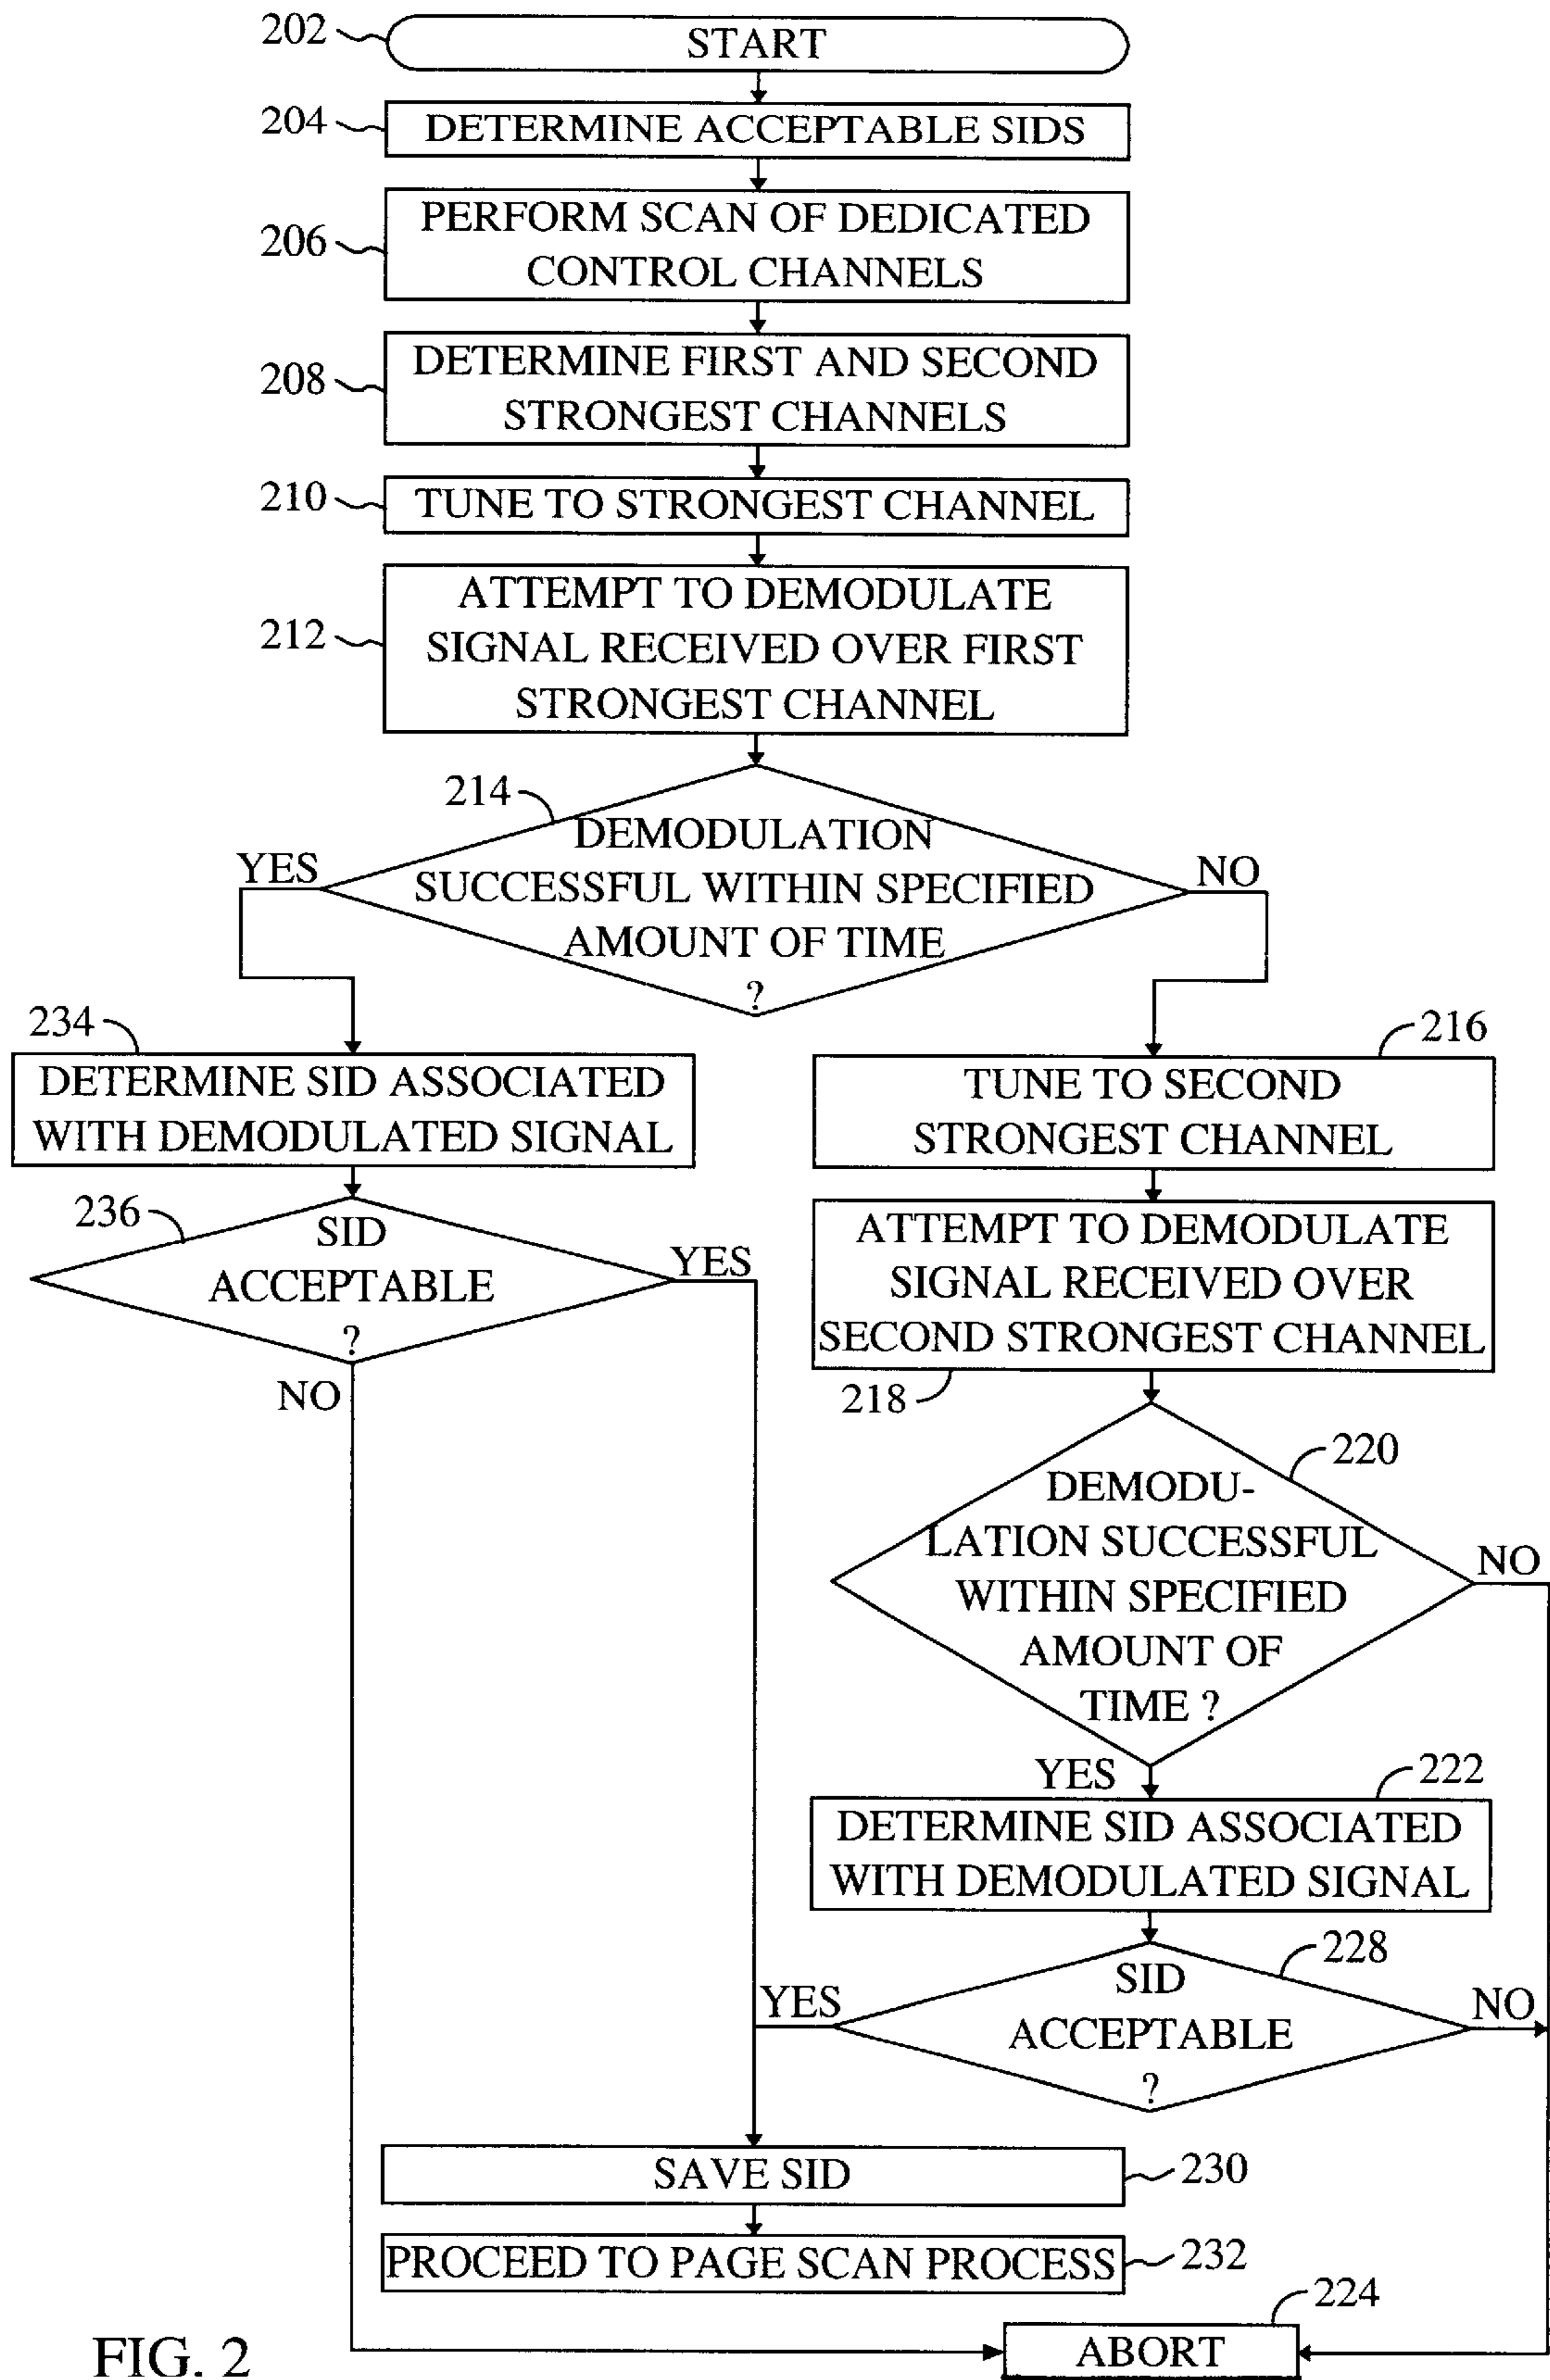 202
START
204
DETERMINE ACCEPTABLE SIDS
206
PERFORM SCAN OF DEDICATED
CONTROL CHANNELS
208
DETERMINE FIRST AND SECOND
STRONGEST CHANNELS
210
TUNE TO STRONGEST CHANNEL
212
ATTEMPT TO DEMODULATE
SIGNAL RECEIVED OVER FIRST
STRONGEST CHANNEL
214
DEMODULATION
SUCCESSFUL WITHIN SPECIFIED
AMOUNT OF TIME
?
YES
NO
234
DETERMINE SID ASSOCIATED
WITH DEMODULATED SIGNAL
236
SID
ACCEPTABLE
?
YES
NO
216
TUNE TO SECOND
STRONGEST CHANNEL
ATTEMPT TO DEMODULATE
SIGNAL RECEIVED OVER
SECOND STRONGEST CHANNEL
218
220
DEMODU-
LATION SUCCESSFUL
WITHIN SPECIFIED
AMOUNT OF
TIME ?
NO
YES
222
DETERMINE SID ASSOCIATED
WITH DEMODULATED SIGNAL
228
SID
ACCEPTABLE
?
YES
NO
SAVE SID
230
PROCEED TO PAGE SCAN PROCESS
232
224
ABORT
FIG. 2